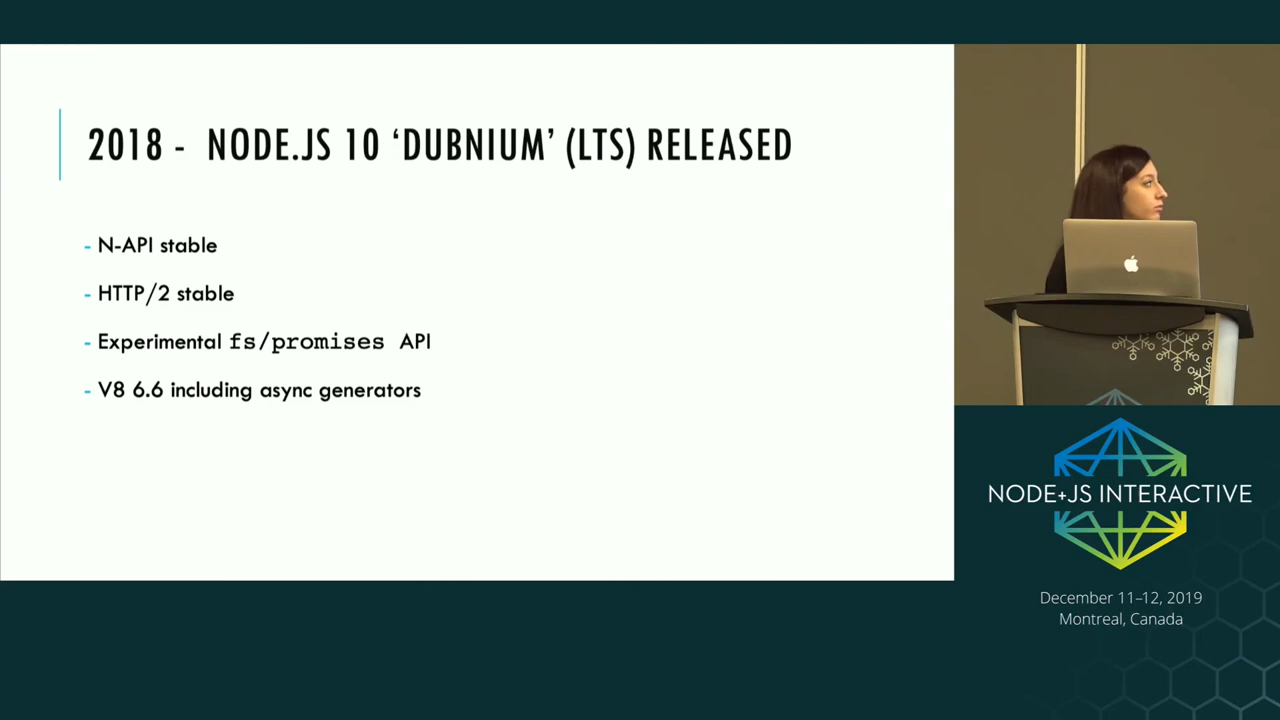 2018 - NODE.JS 10 ‘DUBNIUM’ (LTS) RELEASED
- N-API stable
- HTTP/2 stable
- Experimental fs/promises API
- V8 6.6 including async generators
NODE+JS INTERACTIVE
December 11–12, 2019
Montreal, Canada